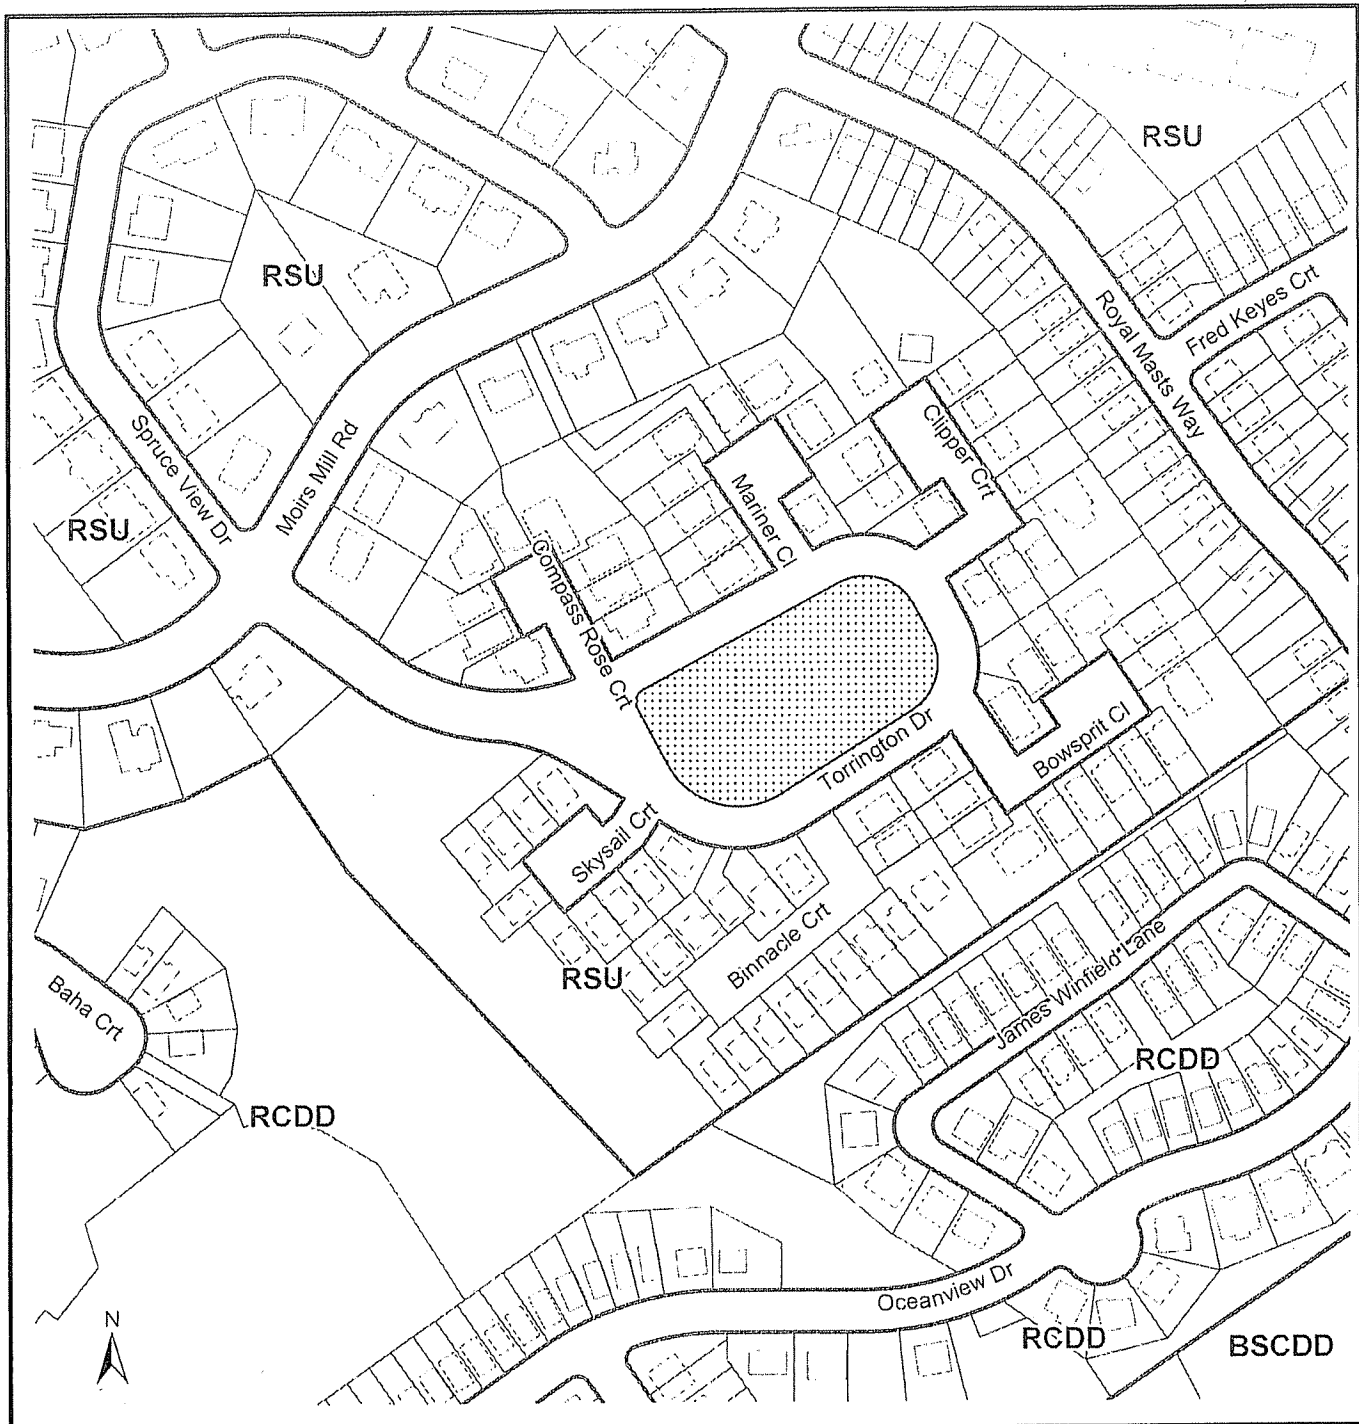 RSU
RSU
Fred Keyes Crt
Royal Masts Way
Clipper Crt
Spruce View Dr
Moirs Mill Rd
Mariner Cl
RSU
Compass Rose Crt
Torrington Dr
Bowsprit Cl
Skysail Crt
Binnacle Crt
RSU
James Winfield Lane
Baha Crt
RCDD
RCDD
N
Oceanview Dr
RCDD
BSCDD